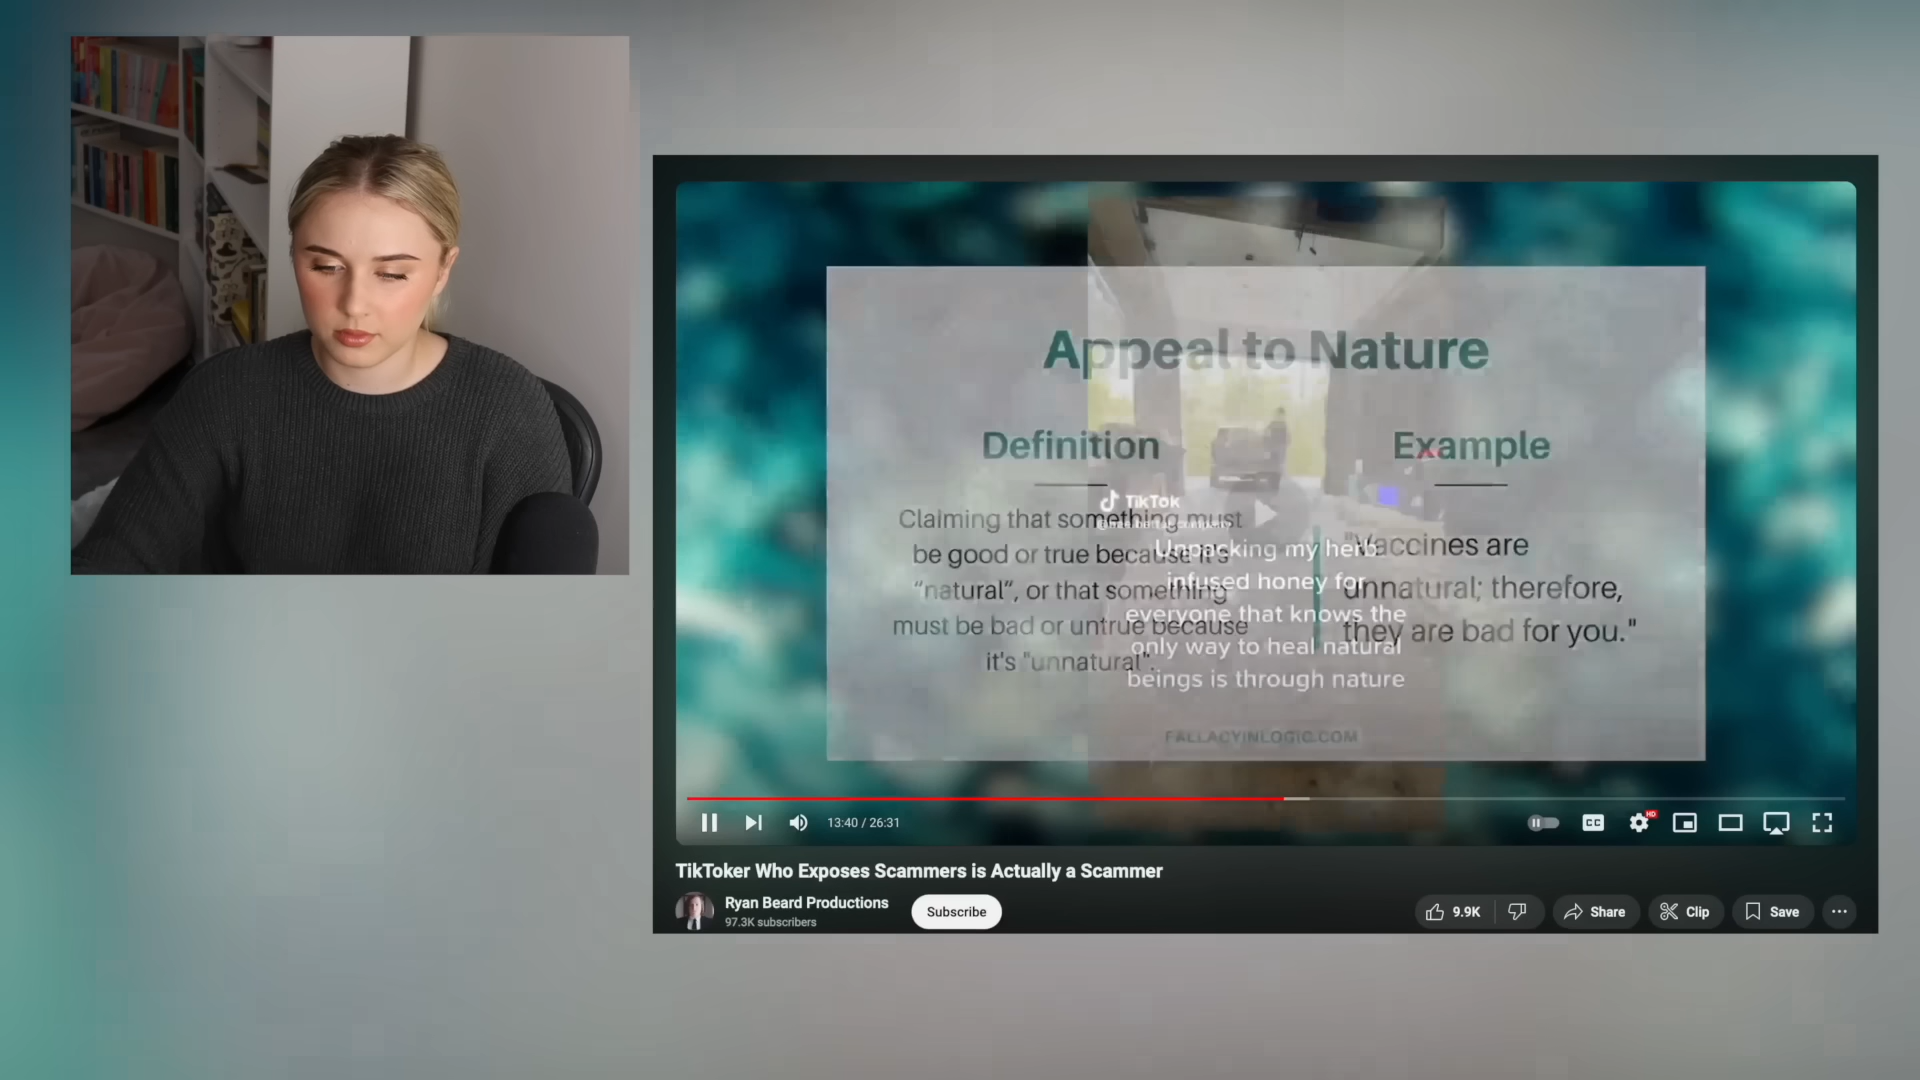 Appeal to Nature
Definition
Claiming that something must
be good or true because it's
“natural“, or that something
must be bad or untrue because
it's "unnatural".
Example
"Vaccines are
unnatural; therefore,
they are bad for you."
TikTok
Unpacking my herb
infused honey for
everyone that knows the
only way to heal natural
beings is through nature
FALLACYINLOGIC.COM
13:40 / 26:31
CC
HD
TikToker Who Exposes Scammers is Actually a Scammer
Ryan Beard Productions
97.3K subscribers
Subscribe
9.9K
Share
Clip
Save